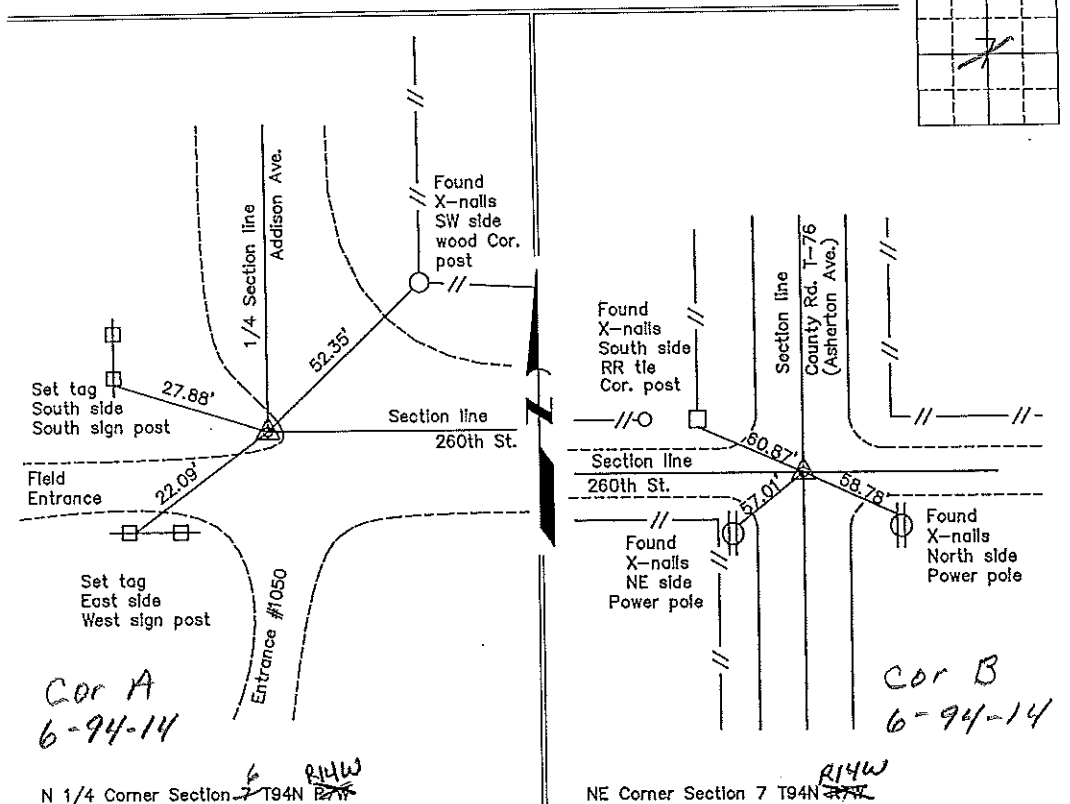 7
1/4 Section line
Addison Ave.
Found
X-nails
SW side
wood Cor.
post
52.35'
27.88'
Set tag
South side
South sign post
Section line
260th St.
Field
Entrance
22.09'
Set tag
East side
West sign post
Entrance #1050
Cor A
6-94-14
N 1/4 Corner Section 7 6 T94N R7W R14W
Section line
County Rd. T-76
(Asherton Ave.)
Found
X-nails
South side
RR tie
Cor. post
60.87'
Section line
260th St.
57.01'
58.78'
Found
X-nails
NE side
Power pole
Found
X-nails
North side
Power pole
Cor B
6-94-14
NE Corner Section 7 T94N R7W R14W